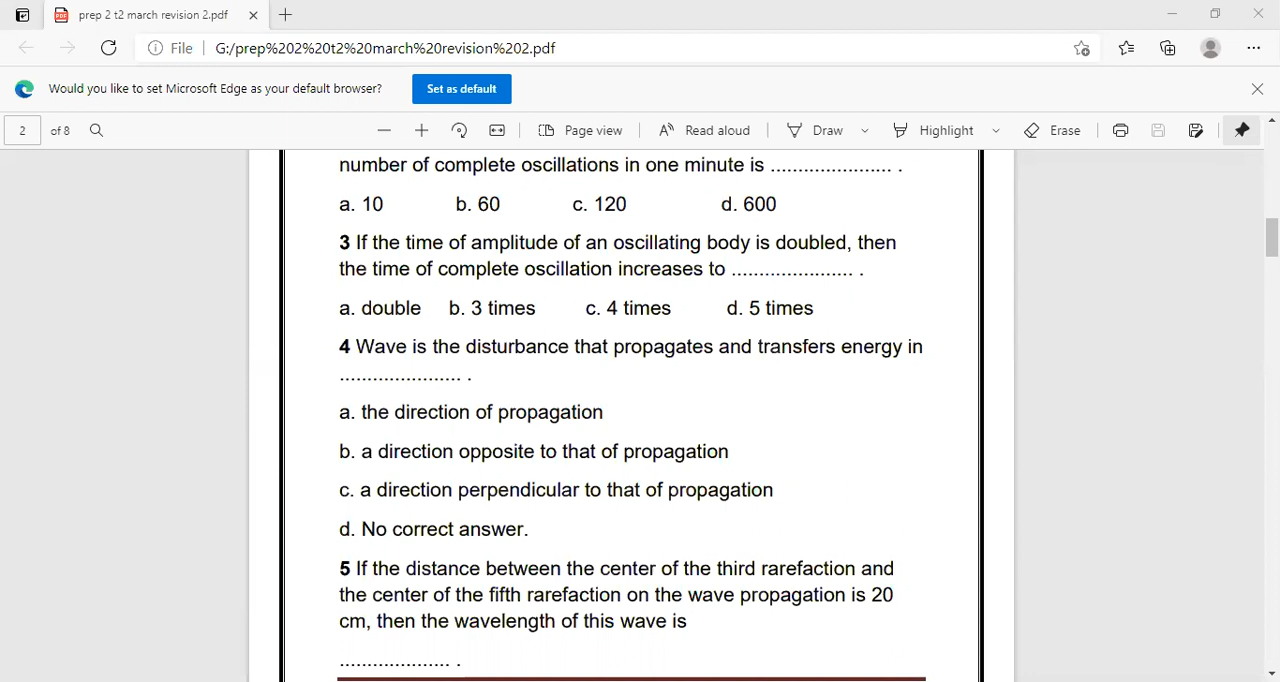 prep 2 t2 march revision 2.pdf
File G:/prep%202%20t2%20march%20revision%202.pdf
Would you like to set Microsoft Edge as your default browser? Set as default
2 of 8 Page view Read aloud Draw Highlight Erase
number of complete oscillations in one minute is ...................... .
a. 10 b. 60 c. 120 d. 600
3 If the time of amplitude of an oscillating body is doubled, then
the time of complete oscillation increases to ...................... .
a. double b. 3 times c. 4 times d. 5 times
4 Wave is the disturbance that propagates and transfers energy in
...................... .
a. the direction of propagation
b. a direction opposite to that of propagation
c. a direction perpendicular to that of propagation
d. No correct answer.
5 If the distance between the center of the third rarefaction and
the center of the fifth rarefaction on the wave propagation is 20
cm, then the wavelength of this wave is
.................... .